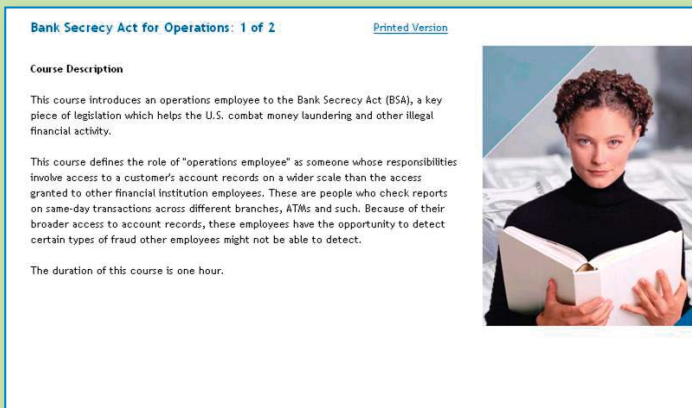 Bank Secrecy Act for Operations: 1 of 2 Printed Version
Course Description
This course introduces an operations employee to the Bank Secrecy Act (BSA), a key
piece of legislation which helps the U.S. combat money laundering and other illegal
financial activity.
This course defines the role of "operations employee" as someone whose responsibilities
involve access to a customer's account records on a wider scale than the access
granted to other financial institution employees. These are people who check reports
on same-day transactions across different branches, ATMs and such. Because of their
broader access to account records, these employees have the opportunity to detect
certain types of fraud other employees might not be able to detect.
The duration of this course is one hour.